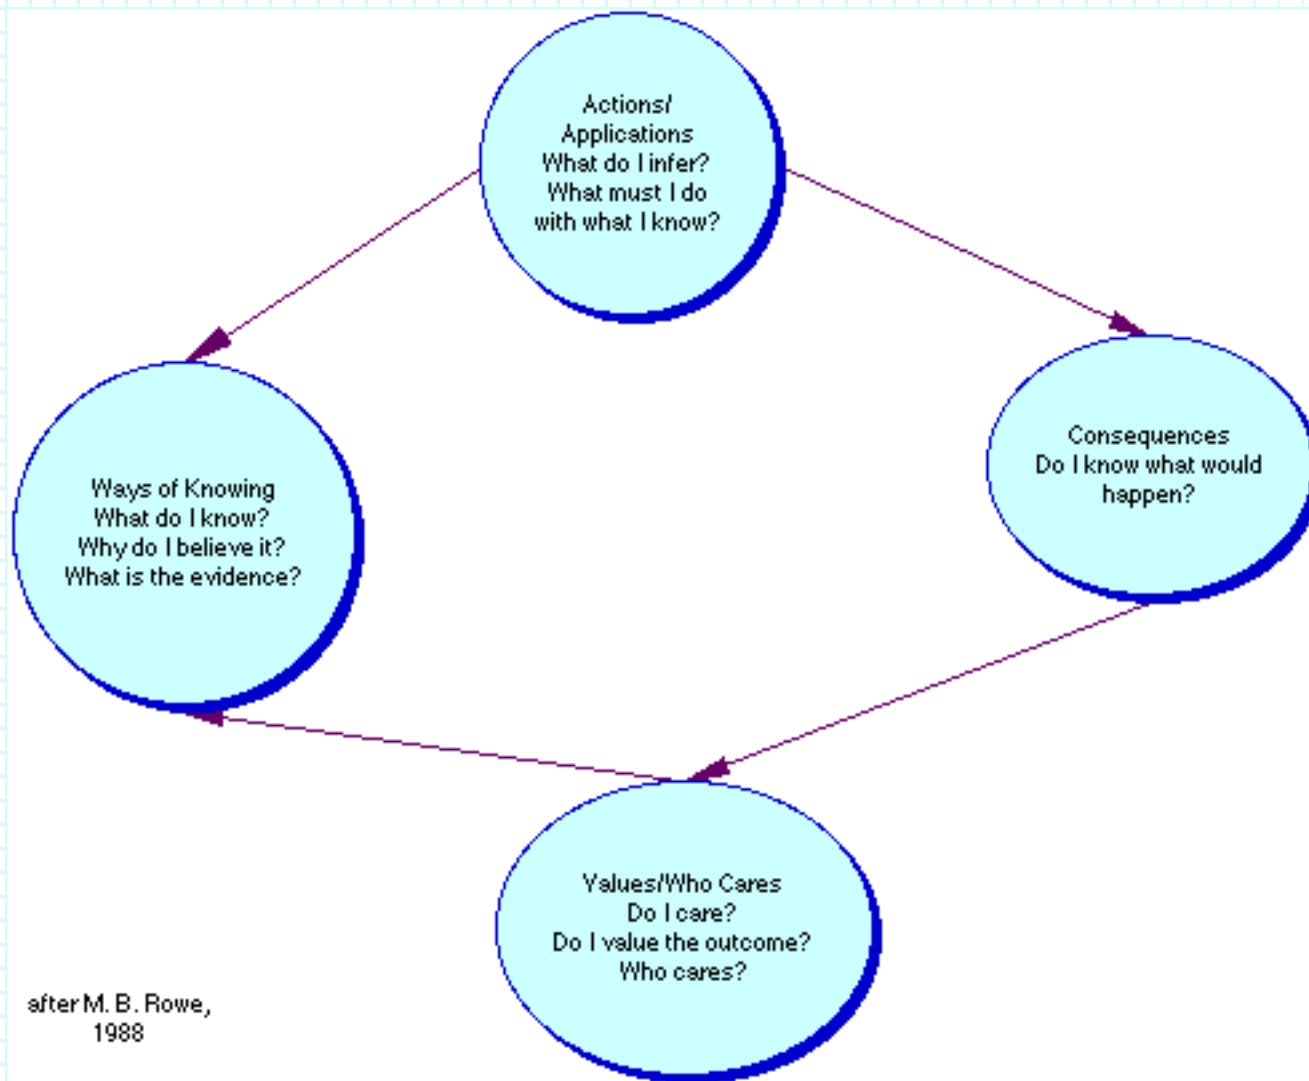 Actions/
Applications
What do I infer?
What must I do
with what I know?
Consequences
Do I know what would
happen?
Ways of Knowing
What do I know?
Why do I believe it?
What is the evidence?
Values/Who Cares
Do I care?
Do I value the outcome?
Who cares?
after M. B. Rowe,
1988